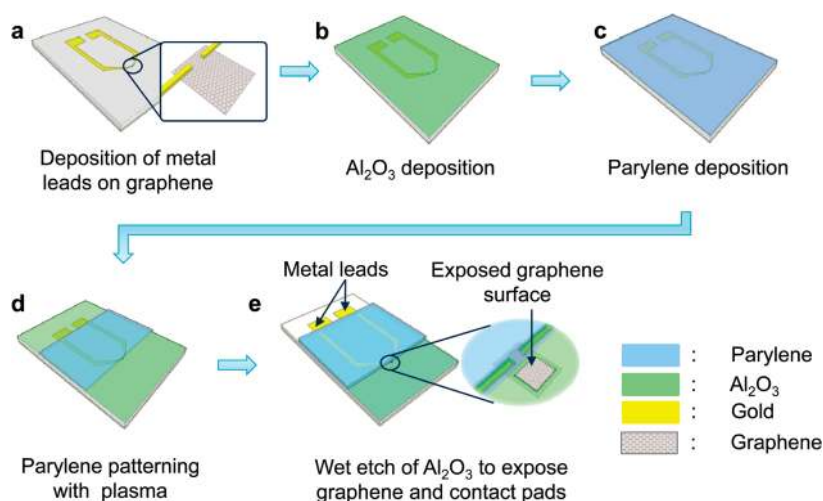 a
Deposition of metal
leads on graphene
b
Al₂O₃ deposition
c
Parylene deposition
d
Parylene patterning
with plasma
e
Metal leads
Exposed graphene
surface
Wet etch of Al₂O₃ to expose
graphene and contact pads
: Parylene
: Al₂O₃
: Gold
: Graphene